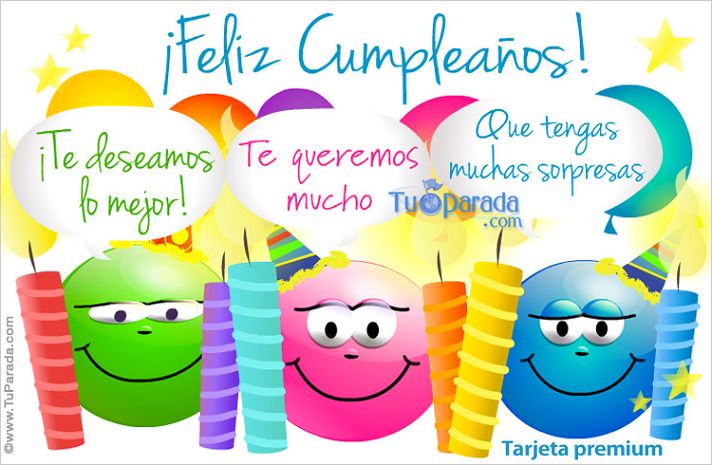 ¡Feliz Cumpleaños!
¡Te deseamos
lo mejor!
Te queremos
mucho
Que tengas
muchas sorpresas
TuParada
.com
©www.TuParada.com
Tarjeta premium